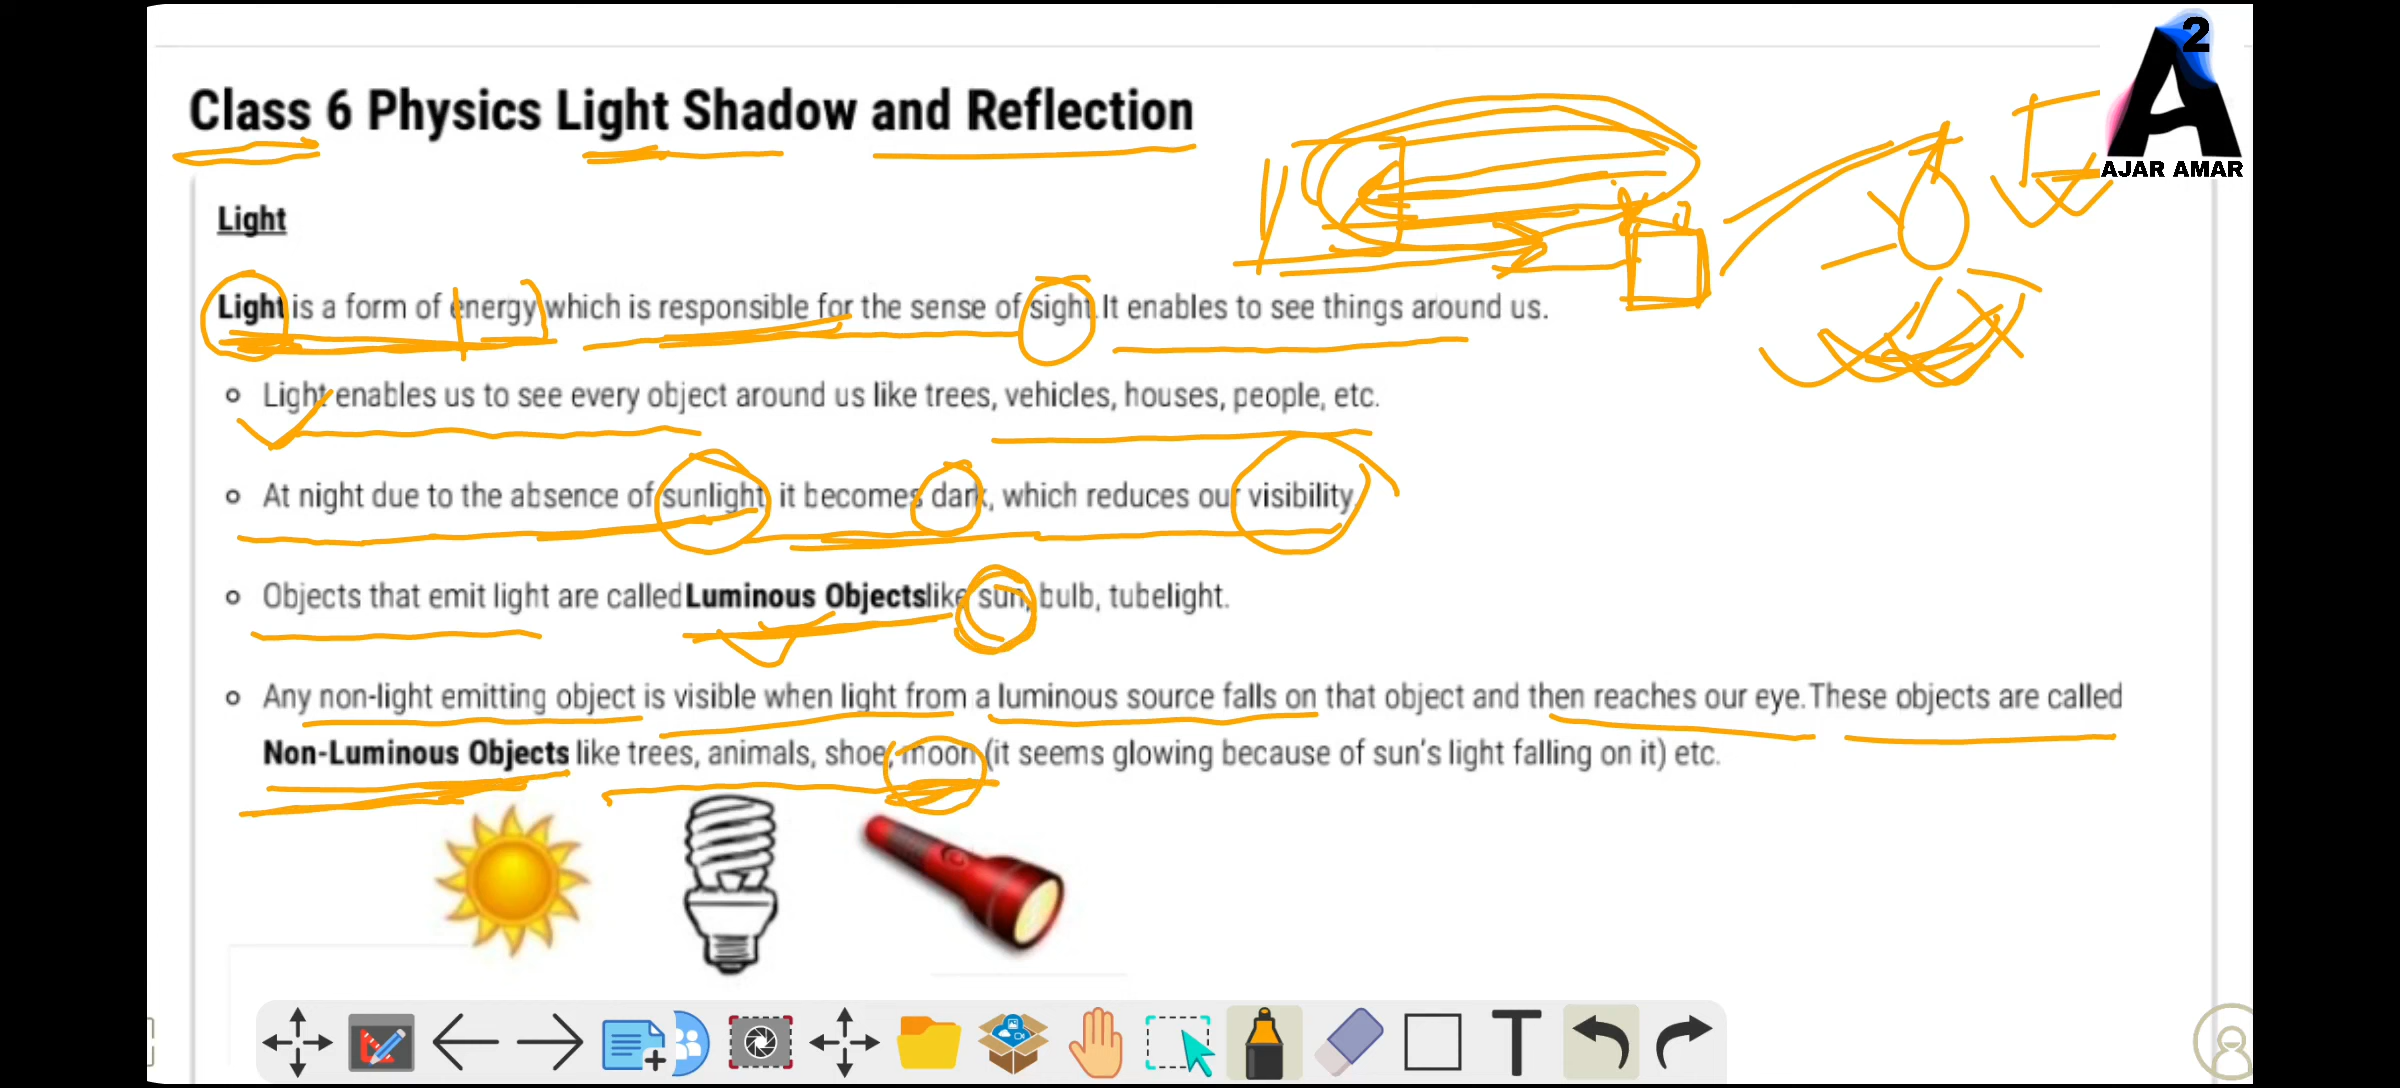 2
AJAR AMAR
Class 6 Physics Light Shadow and Reflection
Light
Light is a form of energy which is responsible for the sense of sight. It enables to see things around us.
Light enables us to see every object around us like trees, vehicles, houses, people, etc.
At night due to the absence of sunlight, it becomes dark, which reduces our visibility.
Objects that emit light are called Luminous Objects like sun, bulb, tubelight.
Any non-light emitting object is visible when light from a luminous source falls on that object and then reaches our eye. These objects are called
Non-Luminous Objects like trees, animals, shoe, moon (it seems glowing because of sun's light falling on it) etc.
T